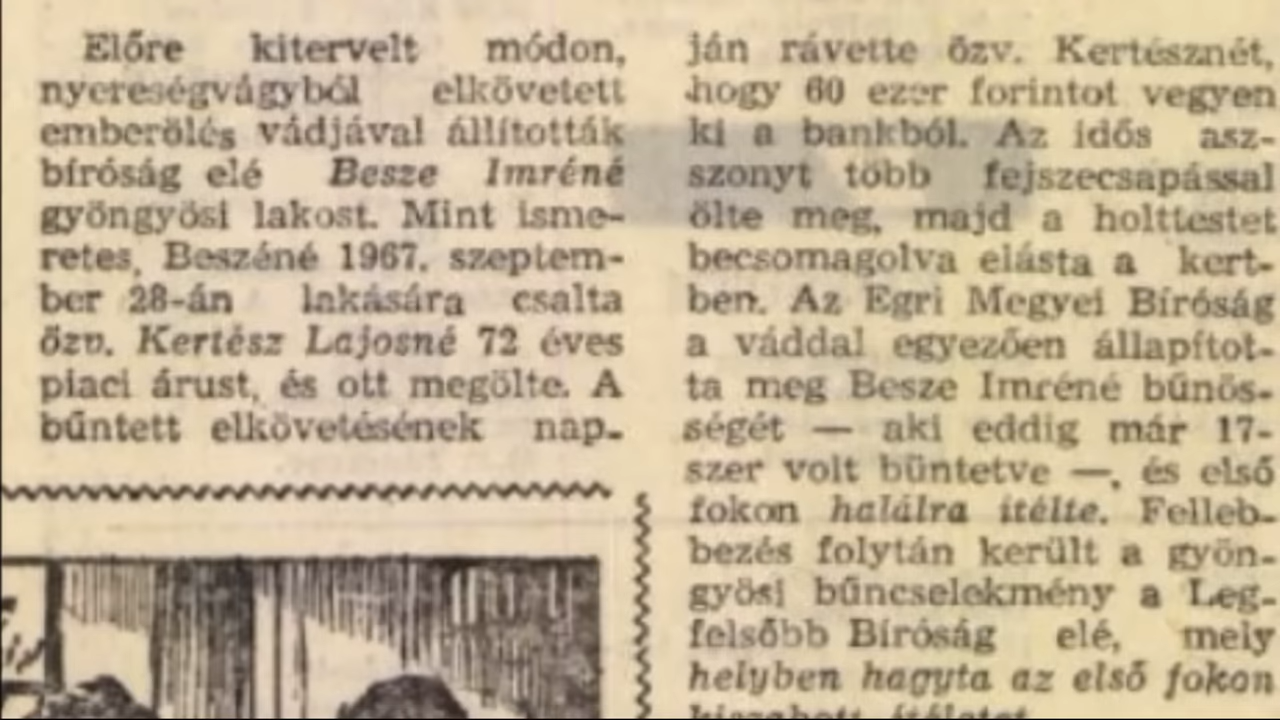 Előre kitervelt módon,
nyereségvágyból elkövetett
emberölés vádjával állították
bíróság elé Besze Imréné
gyöngyösi lakost. Mint isme-
retes, Beszéné 1967. szeptem-
ber 28-án lakására csalta
özv. Kertész Lajosné 72 éves
piaci árust, és ott megölte. A
bűntett elkövetésének nap-
ján rávette özv. Kertésznét,
hogy 60 ezer forintot vegyen
ki a bankból. Az idős asz-
szonyt több fejszecsapással
ölte meg, majd a holttestet
becsomagolva elásta a kert-
ben. Az Egri Megyei Bíróság
a váddal egyezően állapítot-
ta meg Besze Imréné bűnös-
ségét — aki eddig már 17-
szer volt büntetve —, és első
fokon halálra ítélte. Felleb-
bezés folytán került a gyön-
gyösi bűncselekmény a Leg-
felsőbb Bíróság elé, mely
helyben hagyta az első fokon
kiszabott ítéletet.